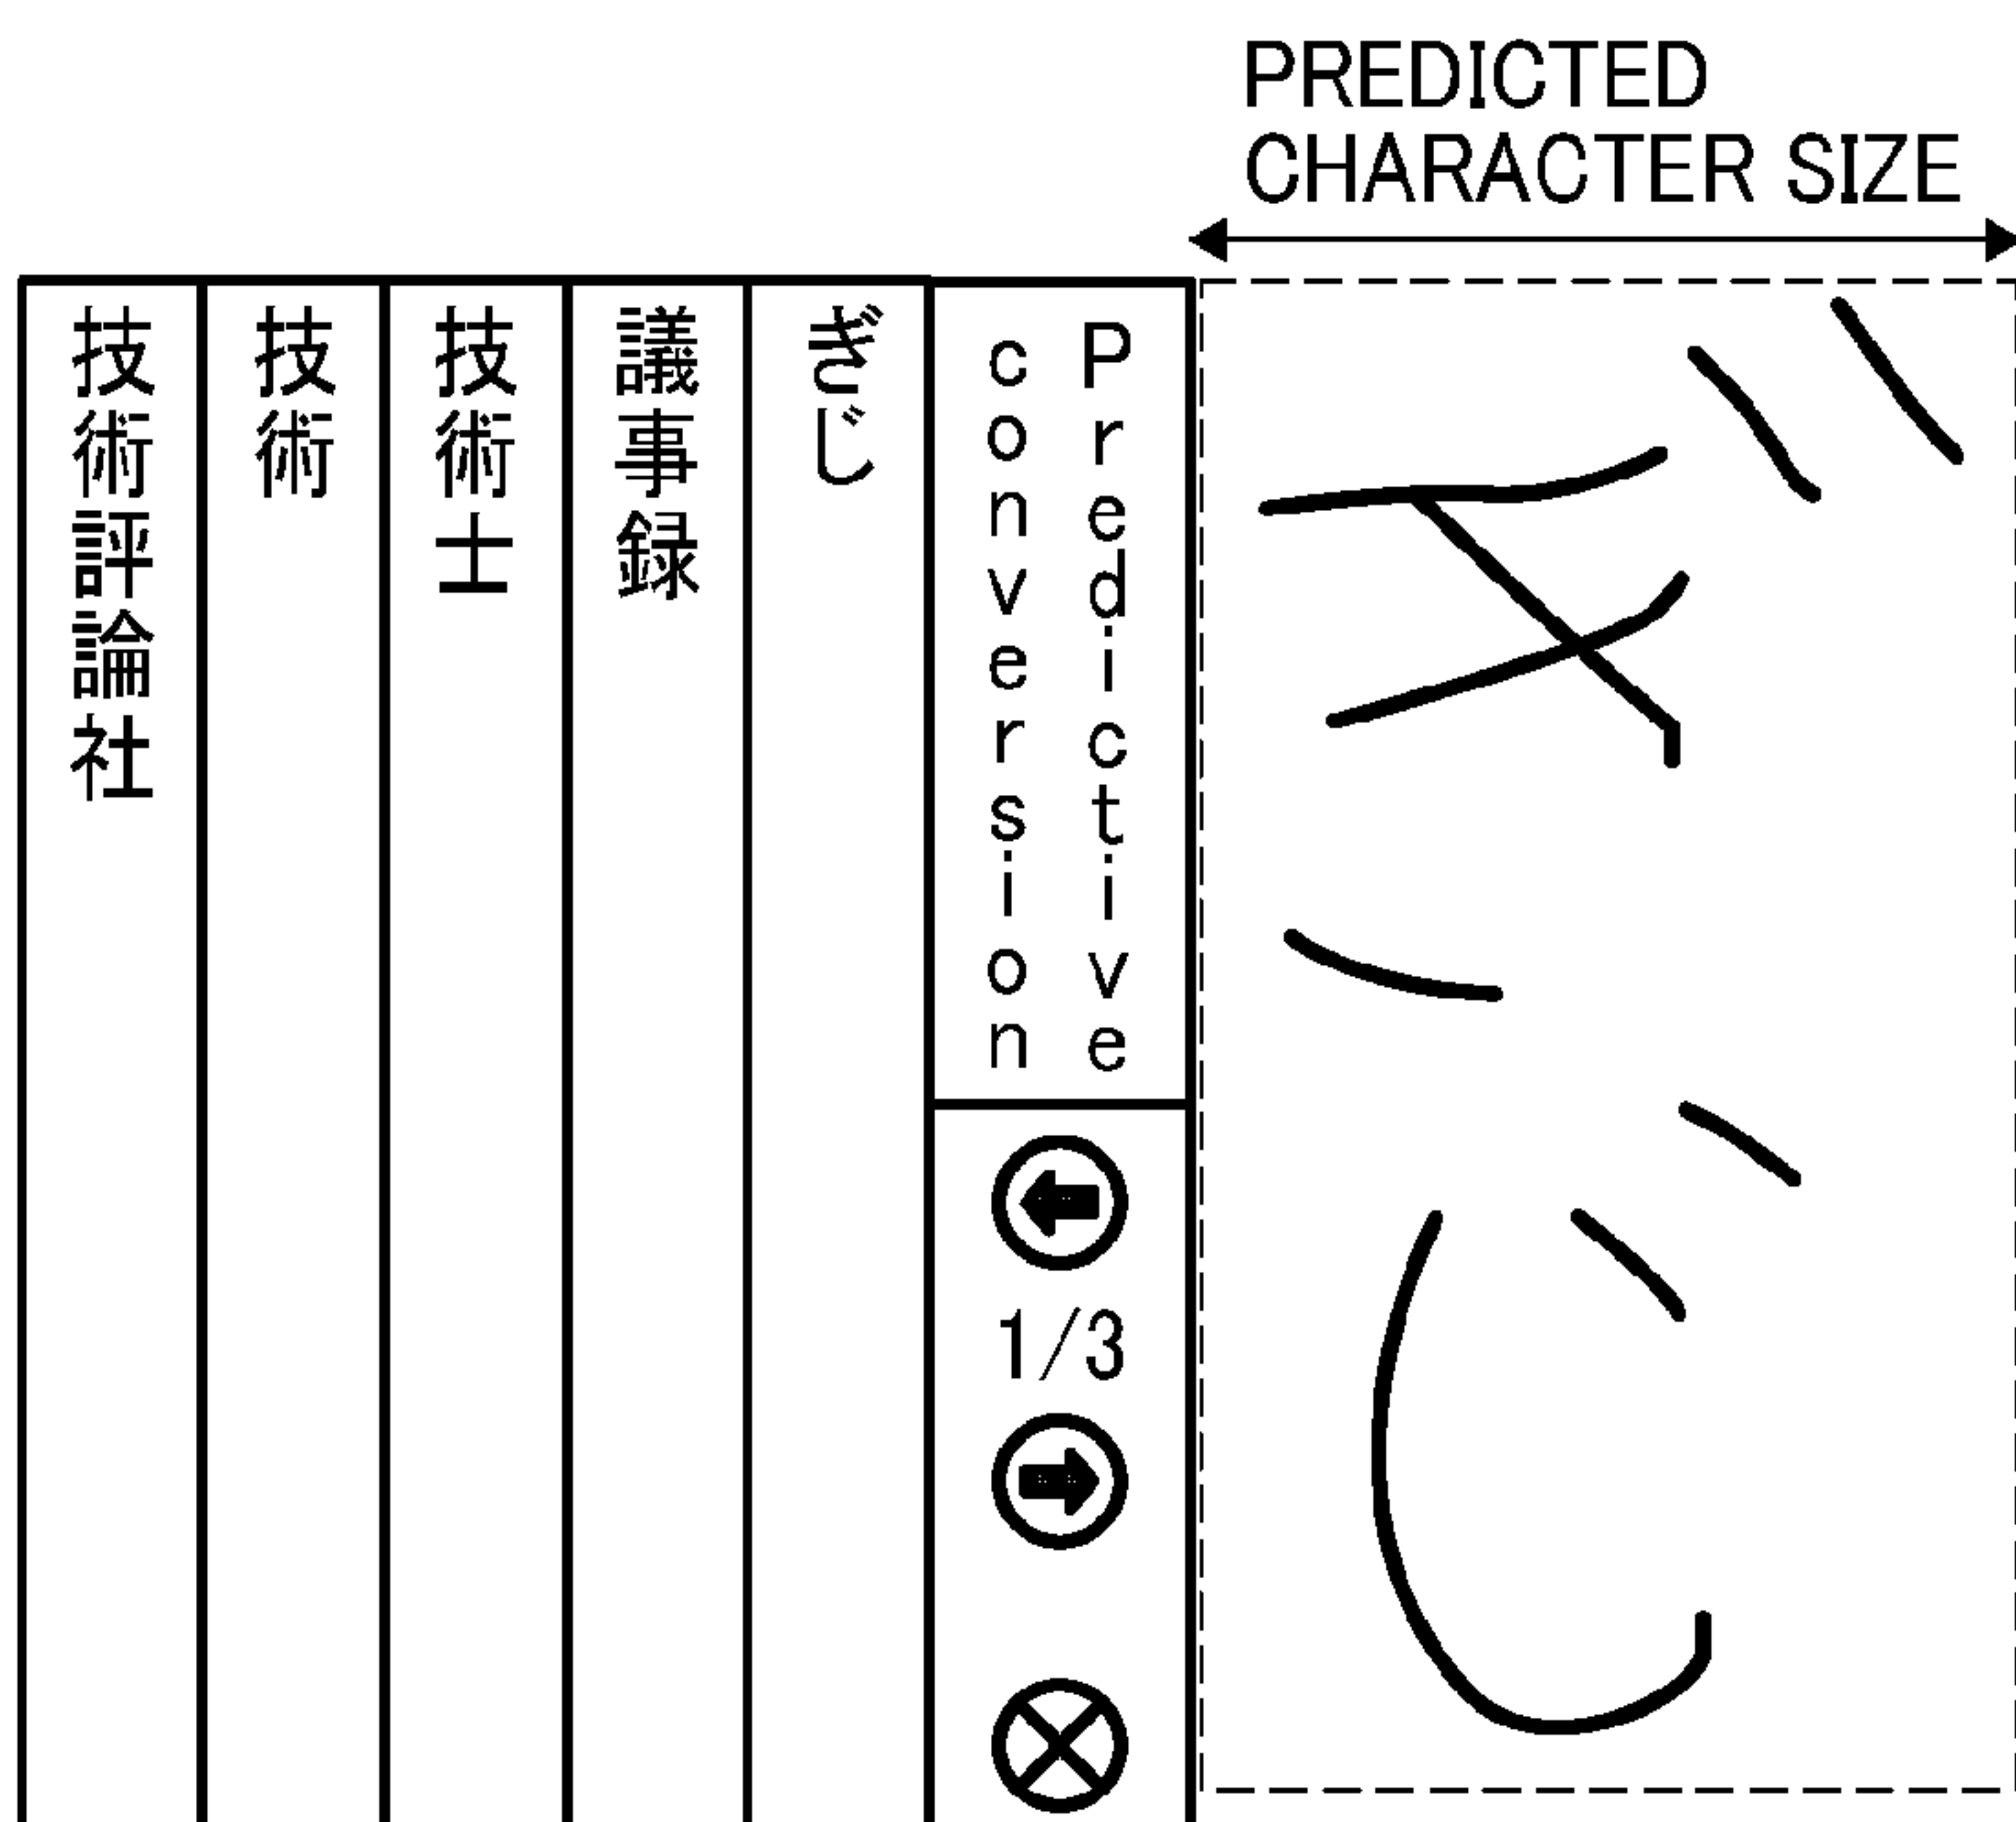 PREDICTED
CHARACTER SIZE
ぎじ
Predictive
conversion
1/3
ぎじ
議事録
技術士
技術
技術評論社